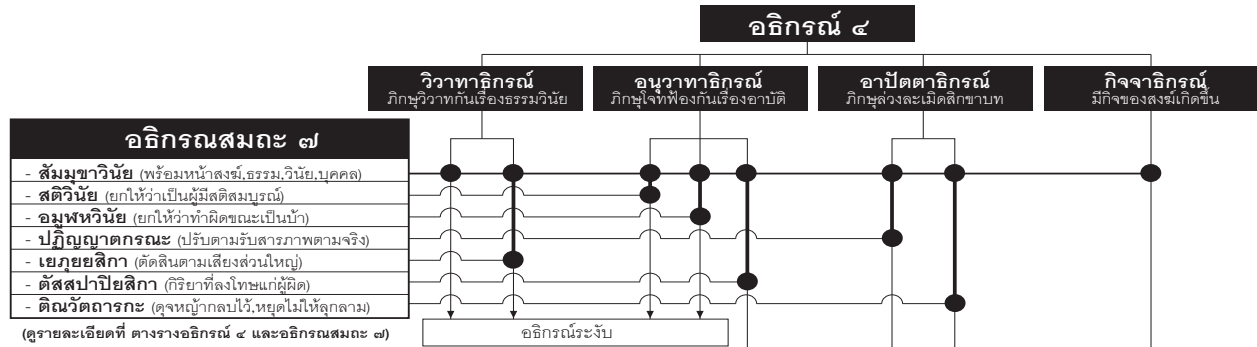 อธิกรณ์ ๔
วิวาทาธิกรณ์
ภิกษุวิวาทกันเรื่องธรรมวินัย
อนุวาทาธิกรณ์
ภิกษุโจทฟ้องกันเรื่องอาบัติ
อาปัตตาธิกรณ์
ภิกษุล่วงละเมิดสิกขาบท
กิจจาธิกรณ์
มีกิจของสงฆ์เกิดขึ้น
อธิกรณสมถะ ๗
- สัมมุขาวินัย (พร้อมหน้าสงฆ์,ธรรม,วินัย,บุคคล)
- สติวินัย (ยกให้ว่าเป็นผู้มีสติสมบูรณ์)
- อมูฬหวินัย (ยกให้ว่าทำผิดขณะเป็นบ้า)
- ปฏิญญาตกรณะ (ปรับตามรับสารภาพตามจริง)
- เยภุยยสิกา (ตัดสินตามเสียงส่วนใหญ่)
- ตัสสปาปิยสิกา (กิริยาที่ลงโทษแก่ผู้ผิด)
- ติณวัตถารกะ (ดุจหญ้ากลบไว้,หยุดไม่ให้ลุกลาม)
(ดูรายละเอียดที่ ตางรางอธิกรณ์ ๔ และอธิกรณสมถะ ๗)
อธิกรณ์ระงับ